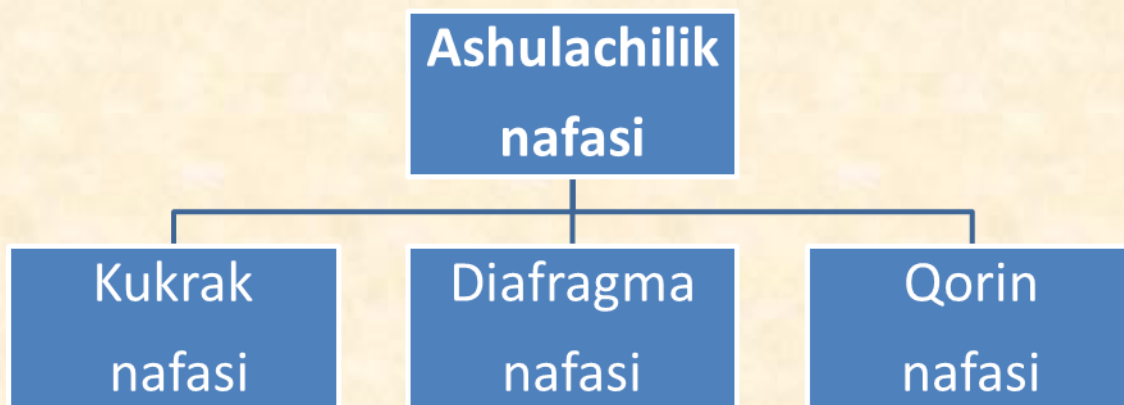 Ashulachilik
nafasi
Kukrak
nafasi
Diafragma
nafasi
Qorin
nafasi